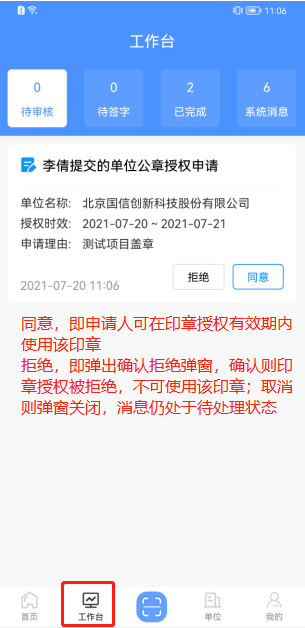 11:06
工作台
0 0 2 6
待审核 待签字 已完成 系统消息
李倩提交的单位公章授权申请
单位名称: 北京国信创新科技股份有限公司
授权时效: 2021-07-20 ~ 2021-07-21
申请理由: 测试项目盖章
2021-07-20 11:06 拒绝 同意
同意，即申请人可在印章授权有效期内
使用该印章
拒绝，即弹出确认拒绝弹窗，确认则印
章授权被拒绝，不可使用该印章；取消
则弹窗关闭，消息仍处于待处理状态
首页 工作台 单位 我的